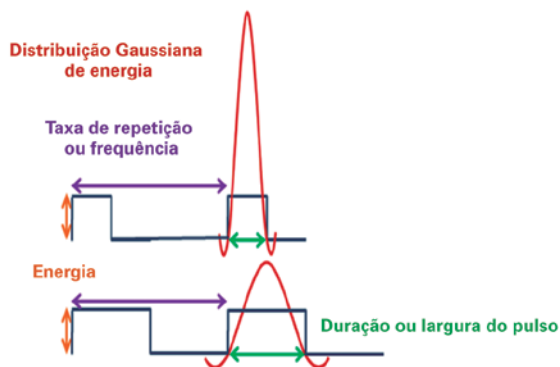 Distribuição Gaussiana
de energia
Taxa de repetição
ou frequência
Energia
Duração ou largura do pulso